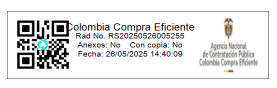 Colombia Compra Eficiente
Rad No. RS20250526005255
Anexos: No Con copia: No
Fecha: 26/05/2025 14:40:09
Agencia Nacional
de Contratación Pública
Colombia Compra Eficiente